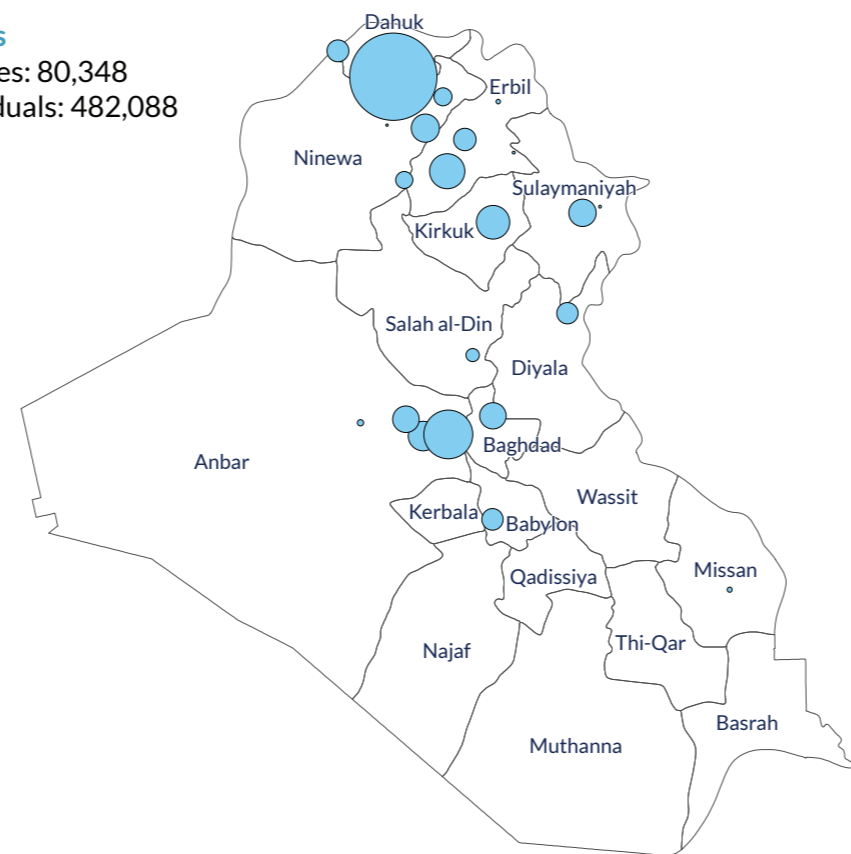 s
es: 80,348
duals: 482,088
Dahuk
Erbil
Ninewa
Sulaymaniyah
Kirkuk
Salah al-Din
Diyala
Baghdad
Anbar
Wassit
Kerbala
Babylon
Missan
Qadissiya
Thi-Qar
Najaf
Basrah
Muthanna